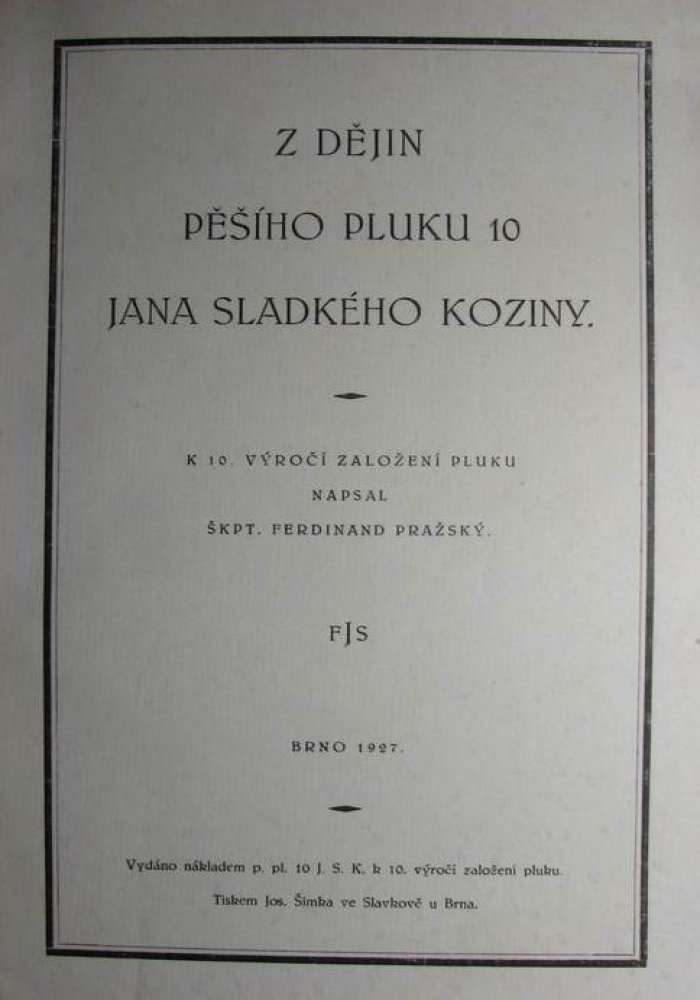 Z DĚJIN
PĚŠÍHO PLUKU 10
JANA SLADKÉHO KOZINY.
K 10. VÝROČÍ ZALOŽENÍ PLUKU
NAPSAL
ŠKPT. FERDINAND PRAŽSKÝ.
FJS
BRNO 1927.
Vydáno nákladem p. pl. 10 J. S. K. k 10. výročí založení pluku.
Tiskem Jos. Šimka ve Slavkově u Brna.